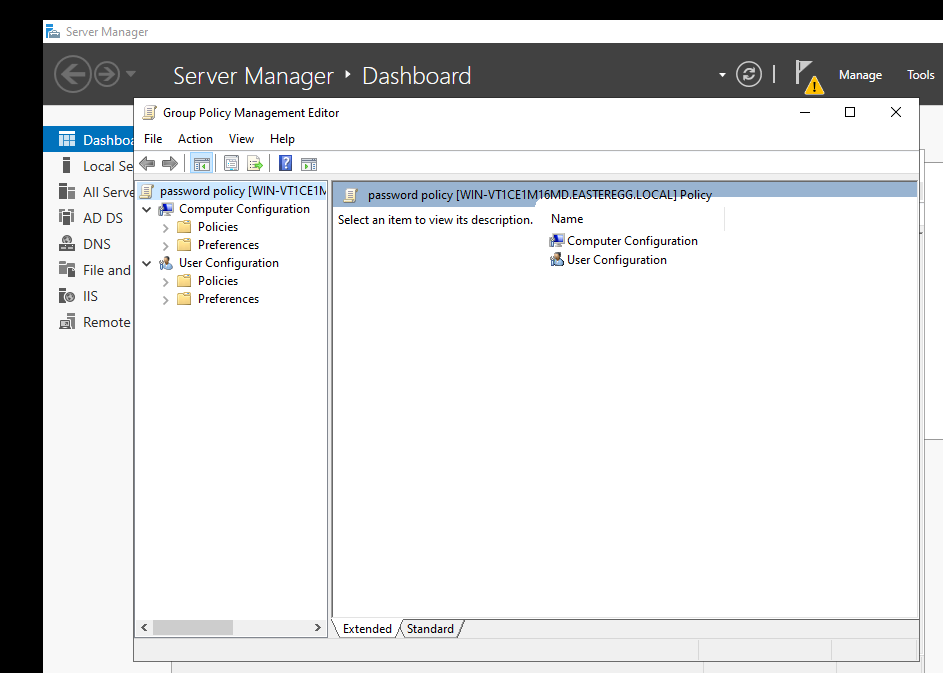 Server Manager
Server Manager Dashboard
Manage
Tools
Group Policy Management Editor
File Action View Help
Dashboa
Local Se
All Serve
AD DS
DNS
File and
IIS
Remote
password policy [WIN-VT1CE1M
Computer Configuration
Policies
Preferences
User Configuration
Policies
Preferences
password policy [WIN-VT1CE1M16MD.EASTEREGG.LOCAL] Policy
Select an item to view its description.
Name
Computer Configuration
User Configuration
Extended
Standard